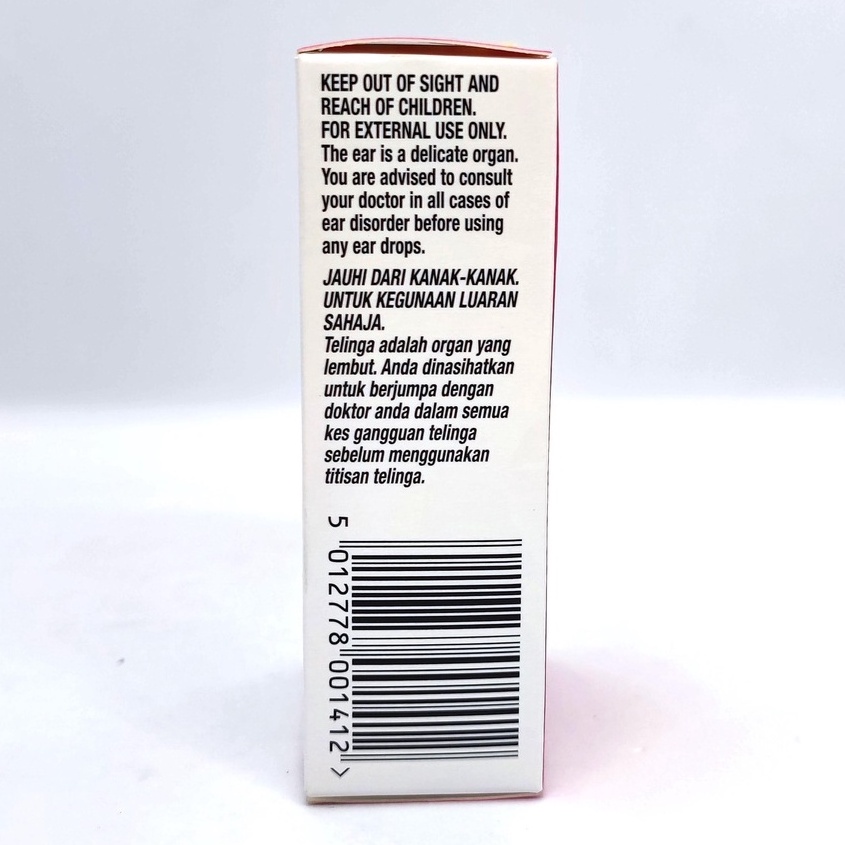 KEEP OUT OF SIGHT AND
REACH OF CHILDREN.
FOR EXTERNAL USE ONLY.
The ear is a delicate organ.
You are advised to consult
your doctor in all cases of
ear disorder before using
any ear drops.
JAUHI DARI KANAK-KANAK.
UNTUK KEGUNAAN LUARAN
SAHAJA.
Telinga adalah organ yang
lembut. Anda dinasihatkan
untuk berjumpa dengan
doktor anda dalam semua
kes gangguan telinga
sebelum menggunakan
titisan telinga.
5 012778 001412 >